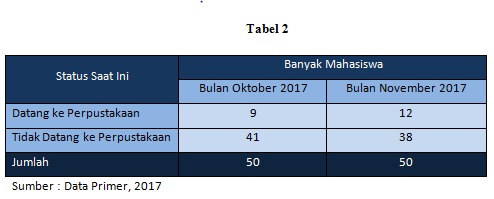 Tabel 2
Status Saat Ini Banyak Mahasiswa
Bulan Oktober 2017 Bulan November 2017
Datang ke Perpustakaan 9 12
Tidak Datang ke Perpustakaan 41 38
Jumlah 50 50
Sumber : Data Primer, 2017